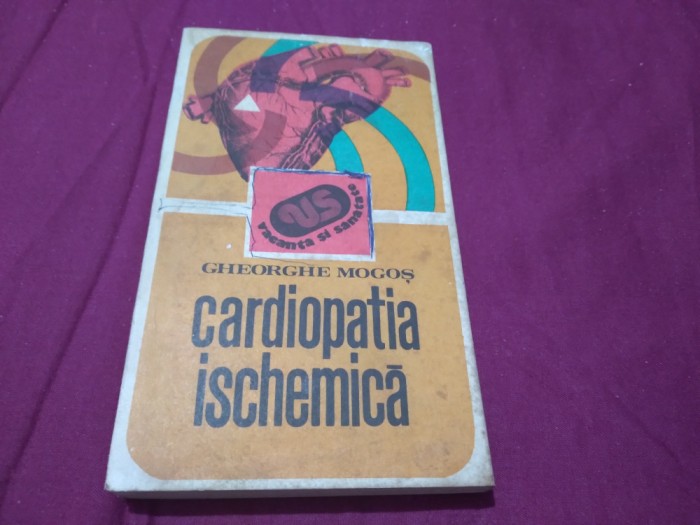 VS
vacanța și sănătate
GHEORGHE MOGOȘ
cardiopatia
ischemică